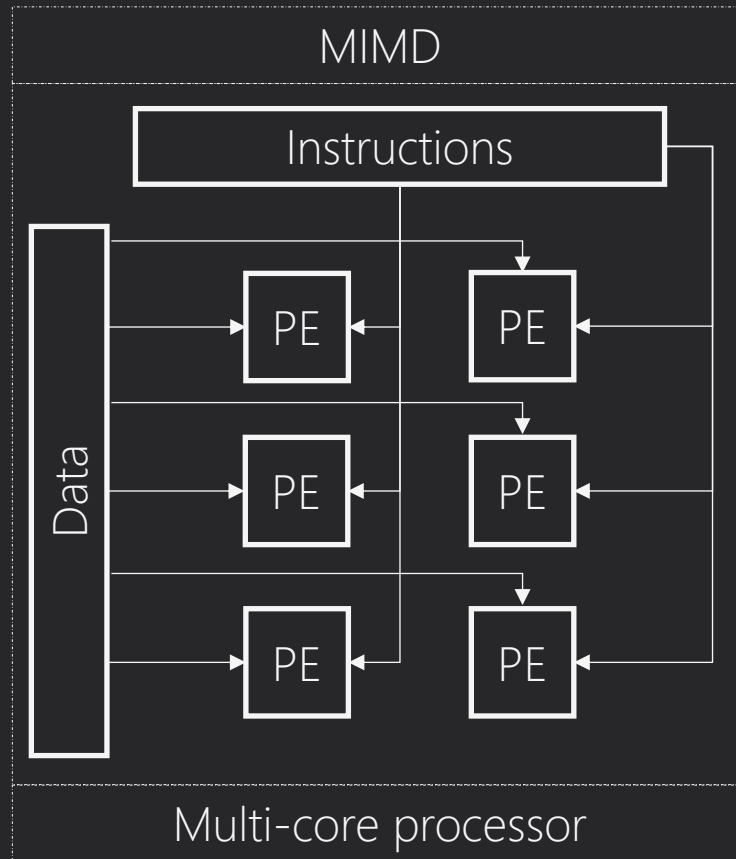 MIMD
Instructions
Data
PE
PE
PE
PE
PE
PE
Multi-core processor